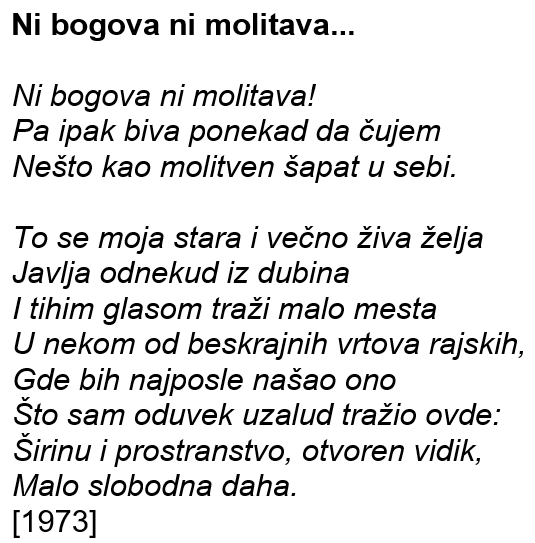 Ni bogova ni molitava...
Ni bogova ni molitava!
Pa ipak biva ponekad da čujem
Nešto kao molitven šapat u sebi.
To se moja stara i večno živa želja
Javlja odnekud iz dubina
I tihim glasom traži malo mesta
U nekom od beskrajnih vrtova rajskih,
Gde bih najposle našao ono
Što sam oduvek uzalud tražio ovde:
Širinu i prostranstvo, otvoren vidik,
Malo slobodna daha.
[1973]